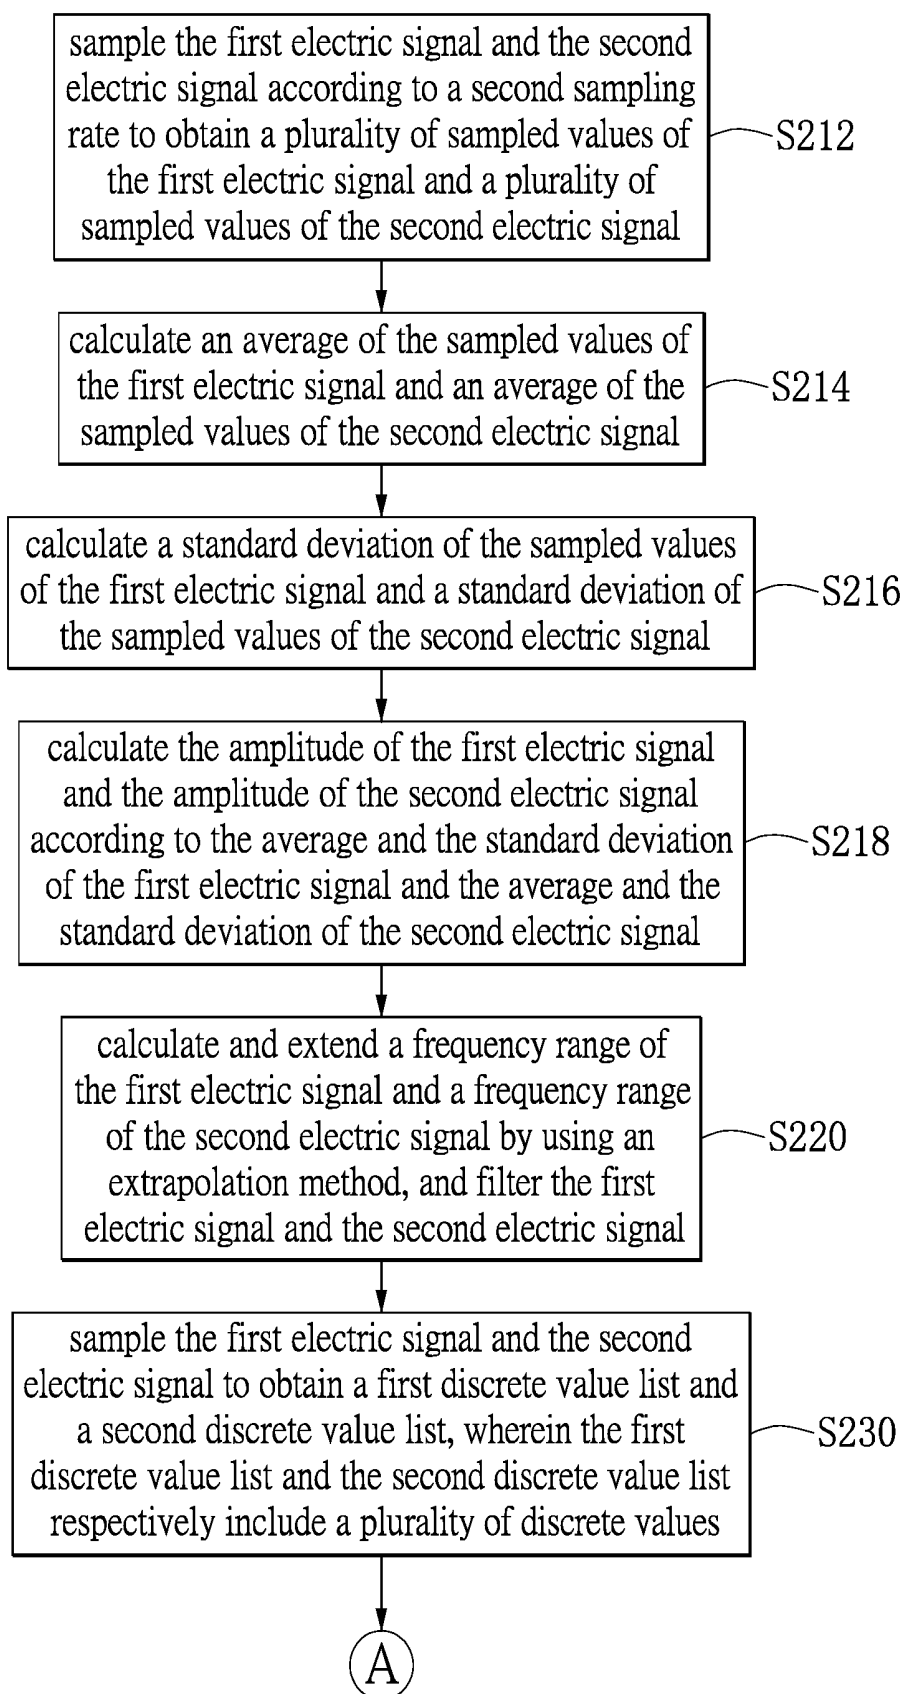 sample the first electric signal and the second
electric signal according to a second sampling
rate to obtain a plurality of sampled values of
the first electric signal and a plurality of
sampled values of the second electric signal
S212
calculate an average of the sampled values of
the first electric signal and an average of the
sampled values of the second electric signal
S214
calculate a standard deviation of the sampled values
of the first electric signal and a standard deviation of
the sampled values of the second electric signal
S216
calculate the amplitude of the first electric signal
and the amplitude of the second electric signal
according to the average and the standard deviation
of the first electric signal and the average and the
standard deviation of the second electric signal
S218
calculate and extend a frequency range of
the first electric signal and a frequency range
of the second electric signal by using an
extrapolation method, and filter the first
electric signal and the second electric signal
S220
sample the first electric signal and the second
electric signal to obtain a first discrete value list and
a second discrete value list, wherein the first
discrete value list and the second discrete value list
respectively include a plurality of discrete values
S230
A